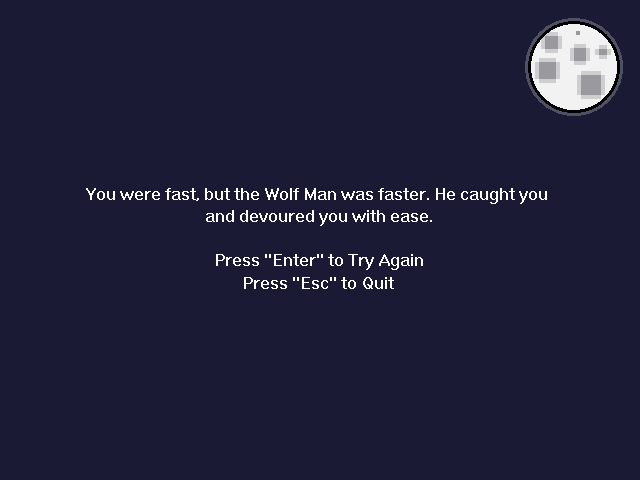 You were fast, but the Wolf Man was faster. He caught you
and devoured you with ease.
Press "Enter" to Try Again
Press "Esc" to Quit